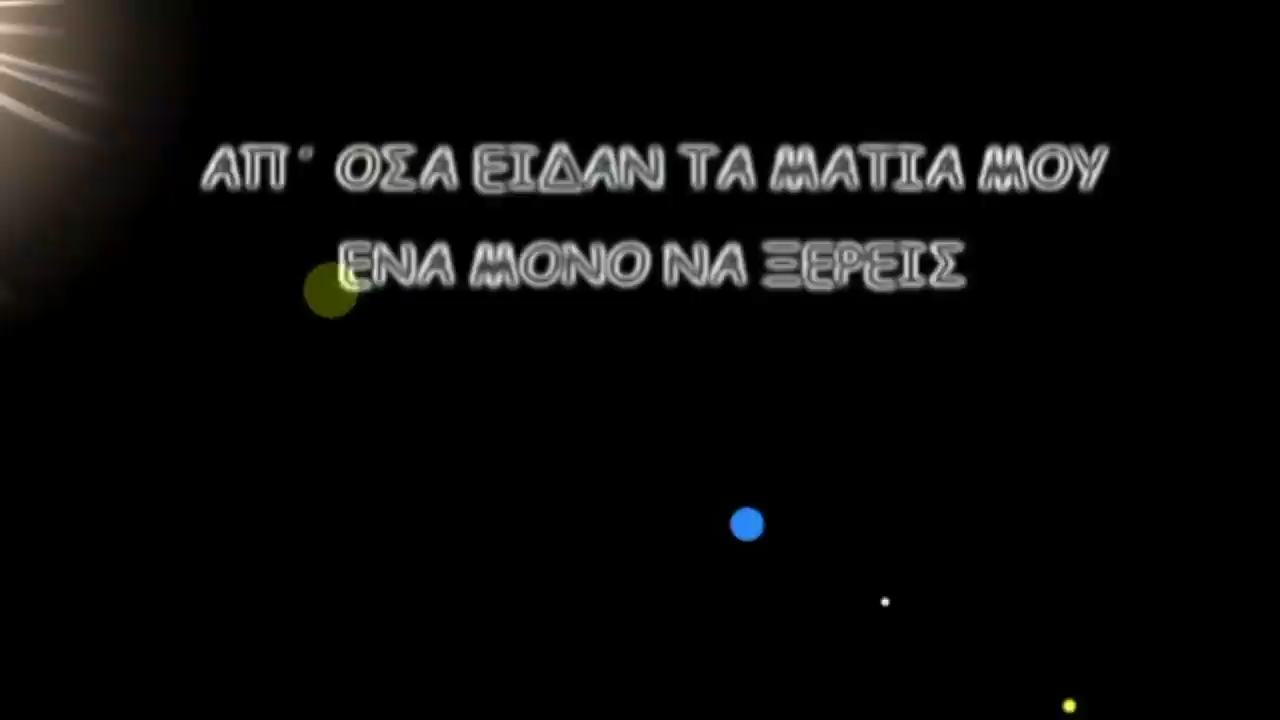 ΑΠ΄ ΟΣΑ ΕΙΔΑΝ ΤΑ ΜΑΤΙΑ ΜΟΥ
ΕΝΑ ΜΟΝΟ ΝΑ ΞΕΡΕΙΣ